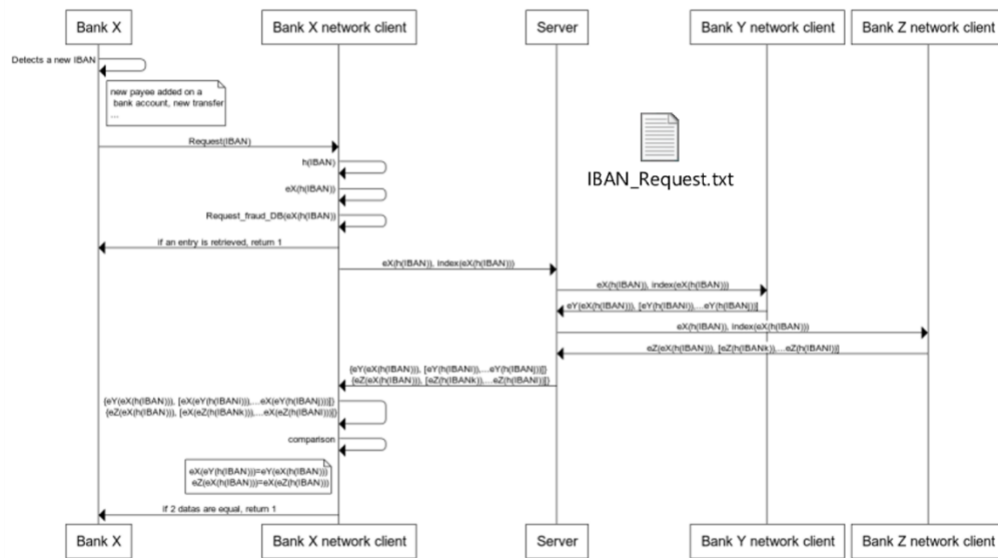 Bank X
Bank X network client
Server
Bank Y network client
Bank Z network client
Detects a new IBAN
new payee added on a
bank account, new transfer
...
Request(IBAN)
h(IBAN)
eX(h(IBAN))
IBAN_Request.txt
Request_fraud_DB(eX(h(IBAN))
if an entry is retrieved, return 1
eX(h(IBAN)), index(eX(h(IBAN)))
eX(h(IBAN)), index(eX(h(IBAN)))
eY(eX(h(IBAN))), [eY(h(IBANi)),...eY(h(IBANj))]
eX(h(IBAN)), index(eX(h(IBAN)))
eZ(eX(h(IBAN))), [eZ(h(IBANk)),...eZ(h(IBANl))]
{eY(eX(h(IBAN))), [eY(h(IBANi)),...eY(h(IBANj))]}
{eZ(eX(h(IBAN))), [eZ(h(IBANk)),...eZ(h(IBANl))]}
{eY(eX(h(IBAN))), [eX(eY(h(IBANi))),...eX(eY(h(IBANj)))]}
{eZ(eX(h(IBAN))), [eX(eZ(h(IBANk))),...eX(eZ(h(IBANl)))]}
comparison
eX(eY(h(IBAN)))=eY(eX(h(IBAN)))
eZ(eX(h(IBAN)))=eX(eZ(h(IBAN)))
if 2 datas are equal, return 1
Bank X
Bank X network client
Server
Bank Y network client
Bank Z network client